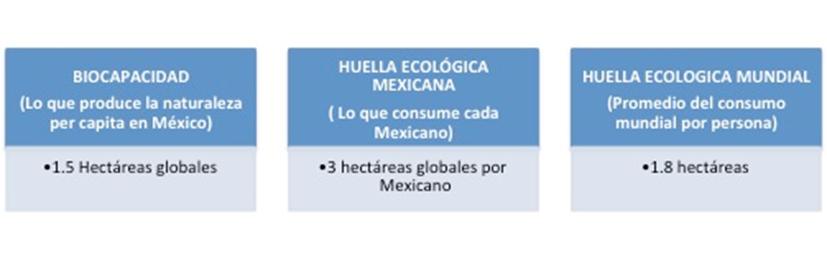 BIOCAPACIDAD
(Lo que produce la naturaleza
per capita en México)
•1.5 Hectáreas globales
HUELLA ECOLÓGICA
MEXICANA
( Lo que consume cada
Mexicano)
•3 hectáreas globales por
Mexicano
HUELLA ECOLOGICA MUNDIAL
(Promedio del consumo
mundial por persona)
•1.8 hectáreas